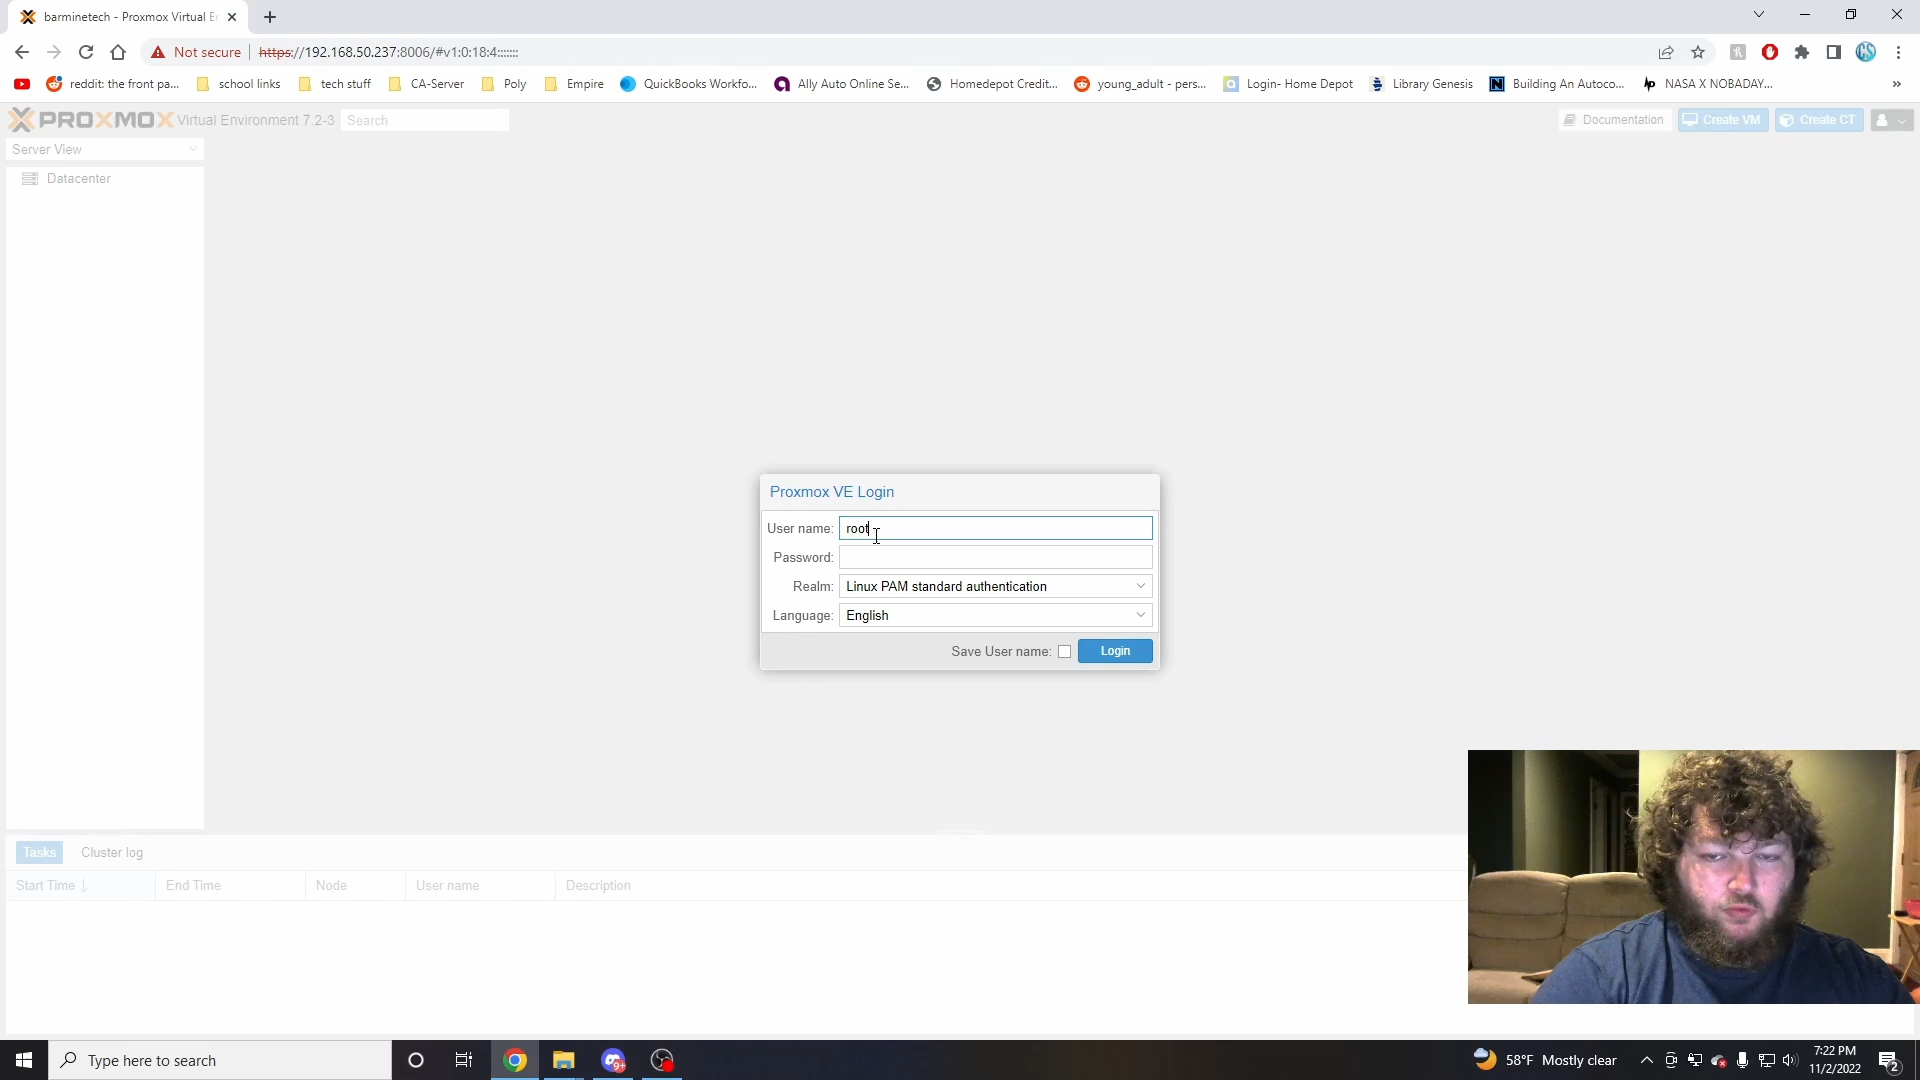 barminetech - Proxmox Virtual E
Not secure https://192.168.50.237:8006/#v1:0:18:4:::::::
reddit: the front pa... school links tech stuff CA-Server Poly Empire QuickBooks Workfo... Ally Auto Online Se... Homedepot Credit... young_adult - pers... Login- Home Depot Library Genesis Building An Autoco... NASA X NOBADAY... »
PROXMOX Virtual Environment 7.2-3 Search Documentation Create VM Create CT
Server View
Datacenter
Proxmox VE Login
User name: root
Password:
Realm: Linux PAM standard authentication
Language: English
Save User name: Login
Tasks Cluster log
Start Time ↓ End Time Node User name Description
Type here to search
58°F Mostly clear
7:22 PM
11/2/2022
2